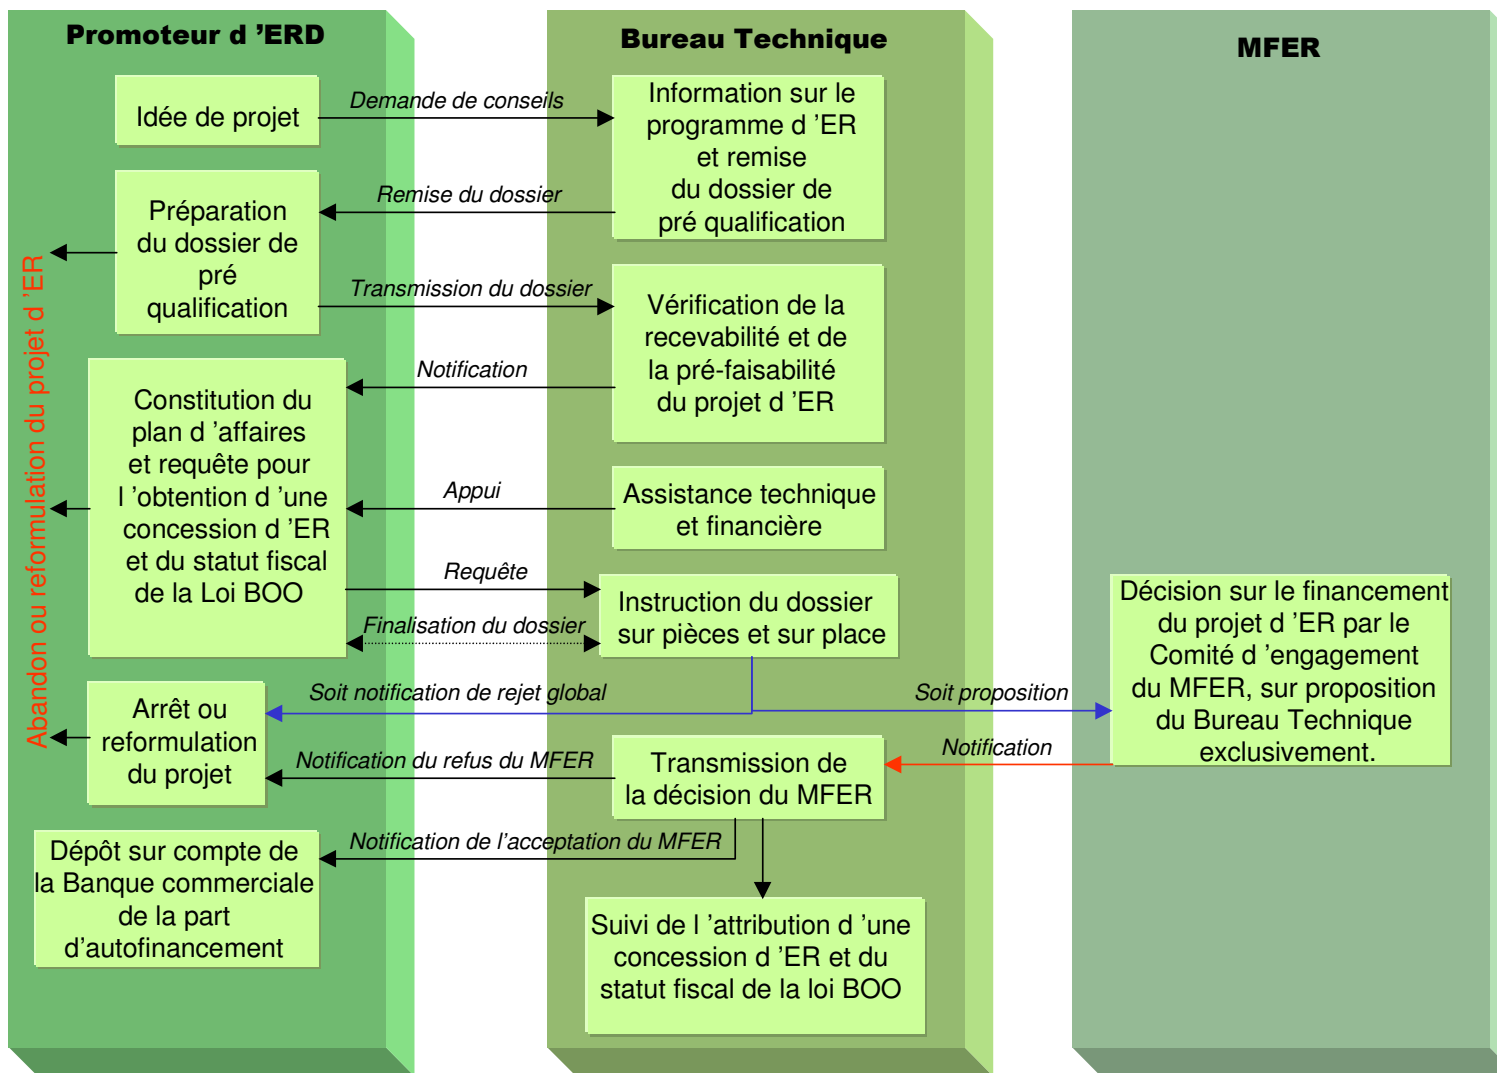 Promoteur d ’ERD
Bureau Technique
MFER
Idée de projet
Demande de conseils
Information sur le
programme d ’ER
et remise
du dossier de
pré qualification
Remise du dossier
Préparation
du dossier de
pré
qualification
Transmission du dossier
Vérification de la
recevabilité et de
la pré-faisabilité
du projet d ’ER
Notification
Constitution du
plan d ’affaires
et requête pour
l ’obtention d ’une
concession d ’ER
et du statut fiscal
de la Loi BOO
Appui
Assistance technique
et financière
Requête
Instruction du dossier
sur pièces et sur place
Finalisation du dossier
Abandon ou reformulation du projet d ’ER
Soit notification de rejet global
Soit proposition
Décision sur le financement
du projet d ’ER par le
Comité d ’engagement
du MFER, sur proposition
du Bureau Technique
exclusivement.
Notification
Arrêt ou
reformulation
du projet
Notification du refus du MFER
Transmission de
la décision du MFER
Notification de l’acceptation du MFER
Dépôt sur compte de
la Banque commerciale
de la part
d’autofinancement
Suivi de l ’attribution d ’une
concession d ’ER et du
statut fiscal de la loi BOO